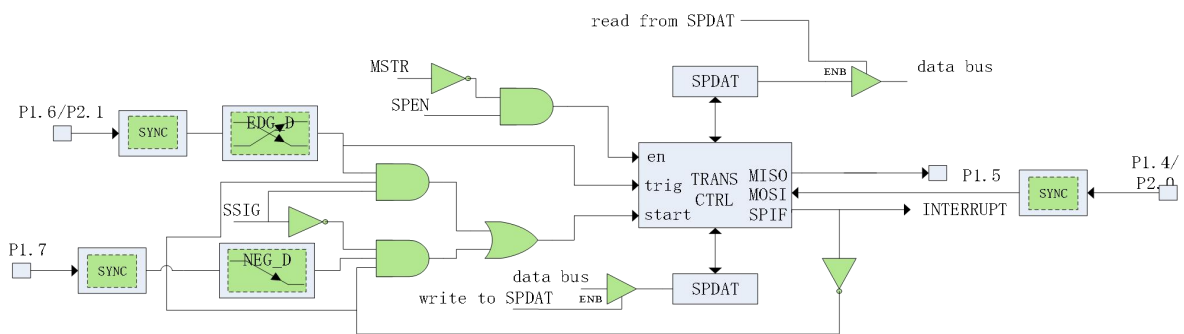 read from SPDAT
MSTR
ENB
data bus
SPDAT
P1.6/P2.1
SPEN
EDG_D
SYNC
en
P1.4/
P2.0
trig
TRANS
CTRL
MISO
MOSI
SPIF
P1.5
SYNC
start
SSIG
INTERRUPT
P1.7
SYNC
NEG_D
data bus
ENB
write to SPDAT
SPDAT